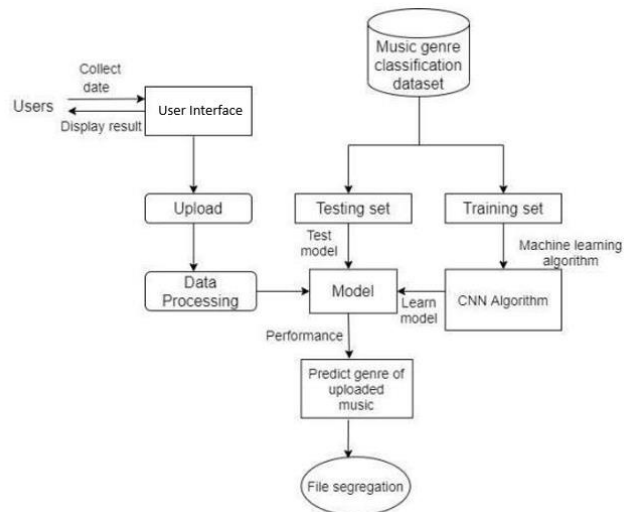 Music genre
classification
dataset
Collect
date
Users
User Interface
Display result
Upload
Testing set
Training set
Test
model
Machine learning
algorithm
Data
Processing
Model
Learn
model
CNN Algorithm
Performance
Predict genre of
uploaded
music
File segregation